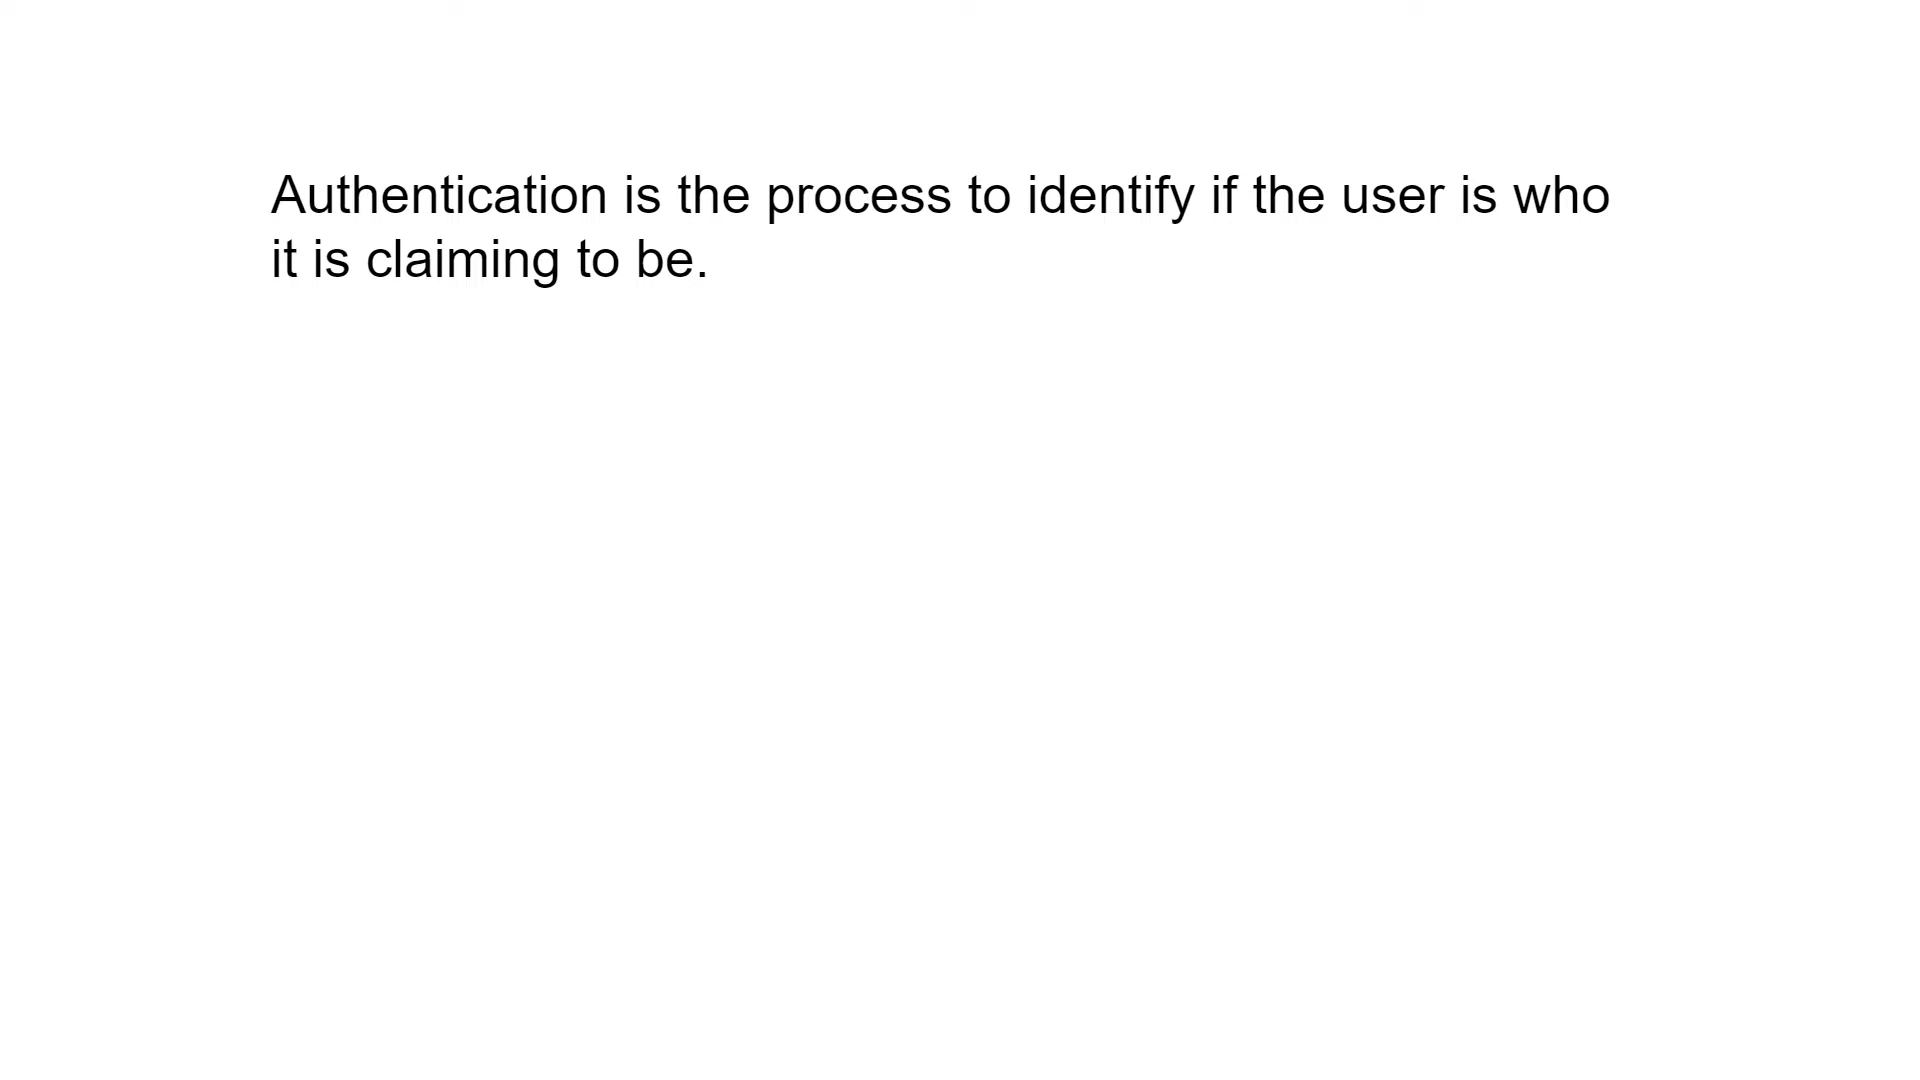 Authentication is the process to identify if the user is who
it is claiming to be.